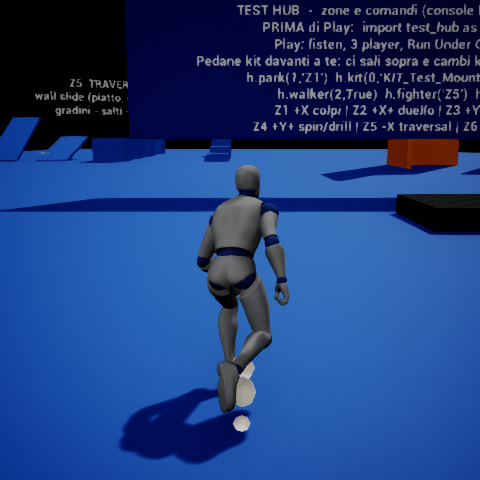 TEST HUB - zone e comandi (console
PRIMA di Play: import test_hub as
Play: listen, 3 player, Run Under
Pedane kit davanti a te: ci sali sopra e cambi k
h.park(1,'Z1') h.kit(0,'KIT_Test_Mount
h.walker(2,True) h.fighter('Z5')
Z1 +X colpi | Z2 +X+ duello | Z3 +Y
Z4 +Y+ spin/drill | Z5 -X traversal | Z6
Z5 TRAVER
wall slide (piatto,
gradini - salti -